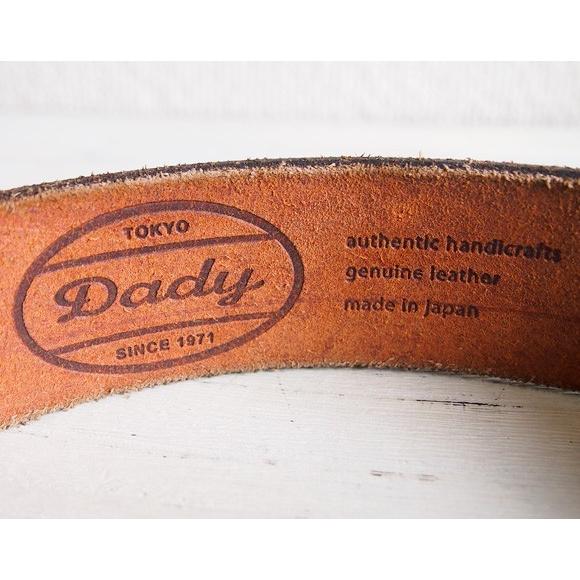 TOKYO
Dady
SINCE 1971
authentic handicrafts
genuine leather
made in japan